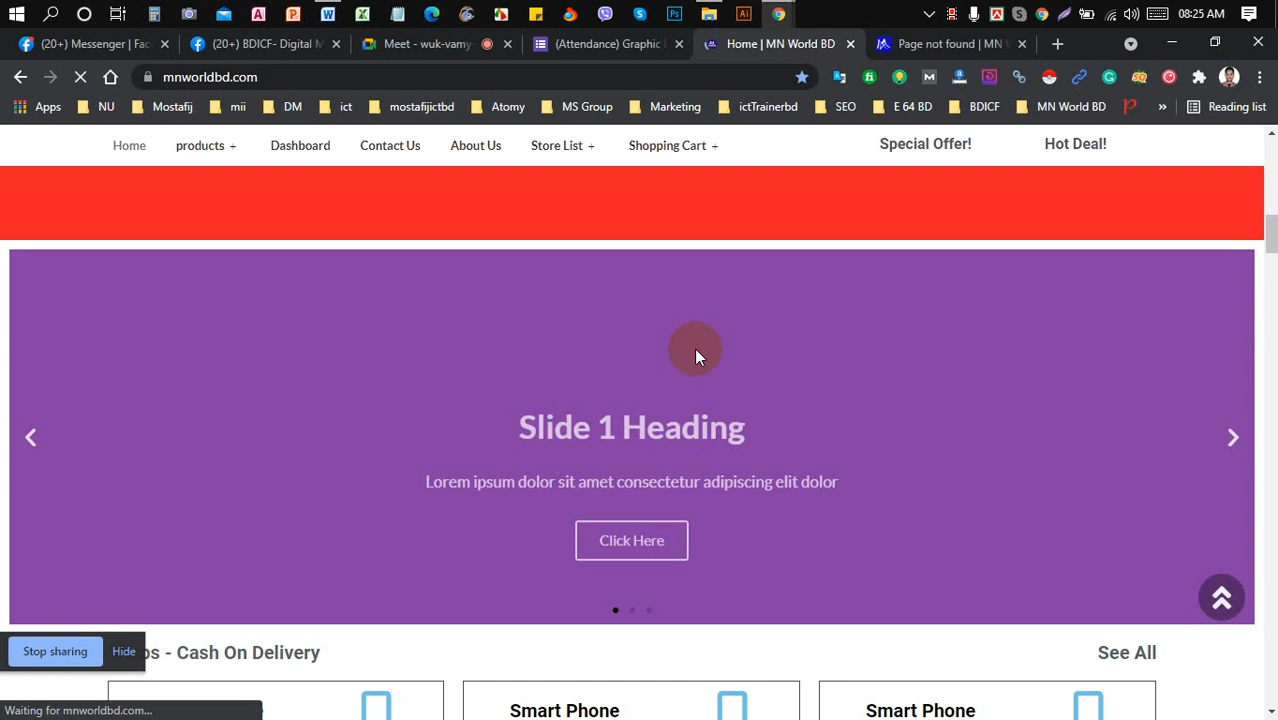 08:25 AM
(20+) Messenger | Fac
(20+) BDICF- Digital M
Meet - wuk-vamy-
(Attendance) Graphic
Home | MN World BD
Page not found | MN W
mnworldbd.com
Apps
NU
Mostafij
mii
DM
ict
mostafijictbd
Atomy
MS Group
Marketing
ictTrainerbd
SEO
E 64 BD
BDICF
MN World BD
Reading list
Home
products +
Dashboard
Contact Us
About Us
Store List +
Shopping Cart +
Special Offer!
Hot Deal!
Slide 1 Heading
Lorem ipsum dolor sit amet consectetur adipiscing elit dolor
Click Here
Stop sharing
Hide
- Cash On Delivery
See All
Smart Phone
Smart Phone
Waiting for mnworldbd.com...